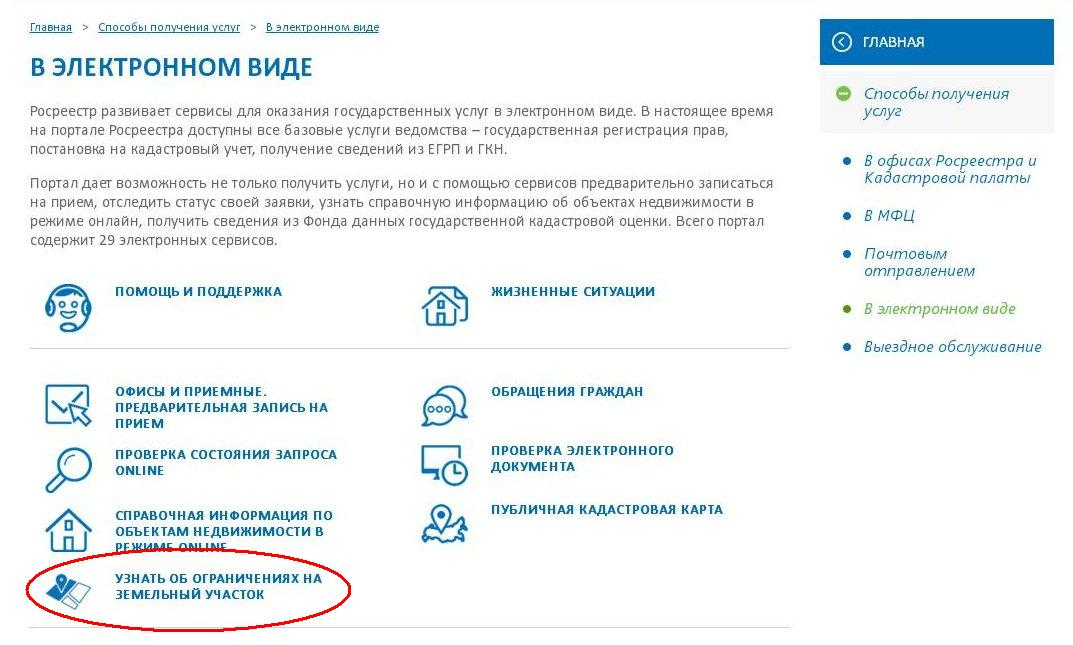 Главная > Способы получения услуг > В электронном виде
В ЭЛЕКТРОННОМ ВИДЕ
Росреестр развивает сервисы для оказания государственных услуг в электронном виде. В настоящее время
на портале Росреестра доступны все базовые услуги ведомства – государственная регистрация прав,
постановка на кадастровый учет, получение сведений из ЕГРП и ГКН.
Портал дает возможность не только получить услуги, но и с помощью сервисов предварительно записаться
на прием, отследить статус своей заявки, узнать справочную информацию об объектах недвижимости в
режиме онлайн, получить сведения из Фонда данных государственной кадастровой оценки. Всего портал
содержит 29 электронных сервисов.
ПОМОЩЬ И ПОДДЕРЖКА
ЖИЗНЕННЫЕ СИТУАЦИИ
ОФИСЫ И ПРИЕМНЫЕ.
ПРЕДВАРИТЕЛЬНАЯ ЗАПИСЬ НА
ПРИЕМ
ОБРАЩЕНИЯ ГРАЖДАН
ПРОВЕРКА СОСТОЯНИЯ ЗАПРОСА
ONLINE
ПРОВЕРКА ЭЛЕКТРОННОГО
ДОКУМЕНТА
СПРАВОЧНАЯ ИНФОРМАЦИЯ ПО
ОБЪЕКТАМ НЕДВИЖИМОСТИ В
РЕЖИМЕ ONLINE
ПУБЛИЧНАЯ КАДАСТРОВАЯ КАРТА
УЗНАТЬ ОБ ОГРАНИЧЕНИЯХ НА
ЗЕМЕЛЬНЫЙ УЧАСТОК
ГЛАВНАЯ
Способы получения
услуг
В офисах Росреестра и
Кадастровой палаты
В МФЦ
Почтовым
отправлением
В электронном виде
Выездное обслуживание